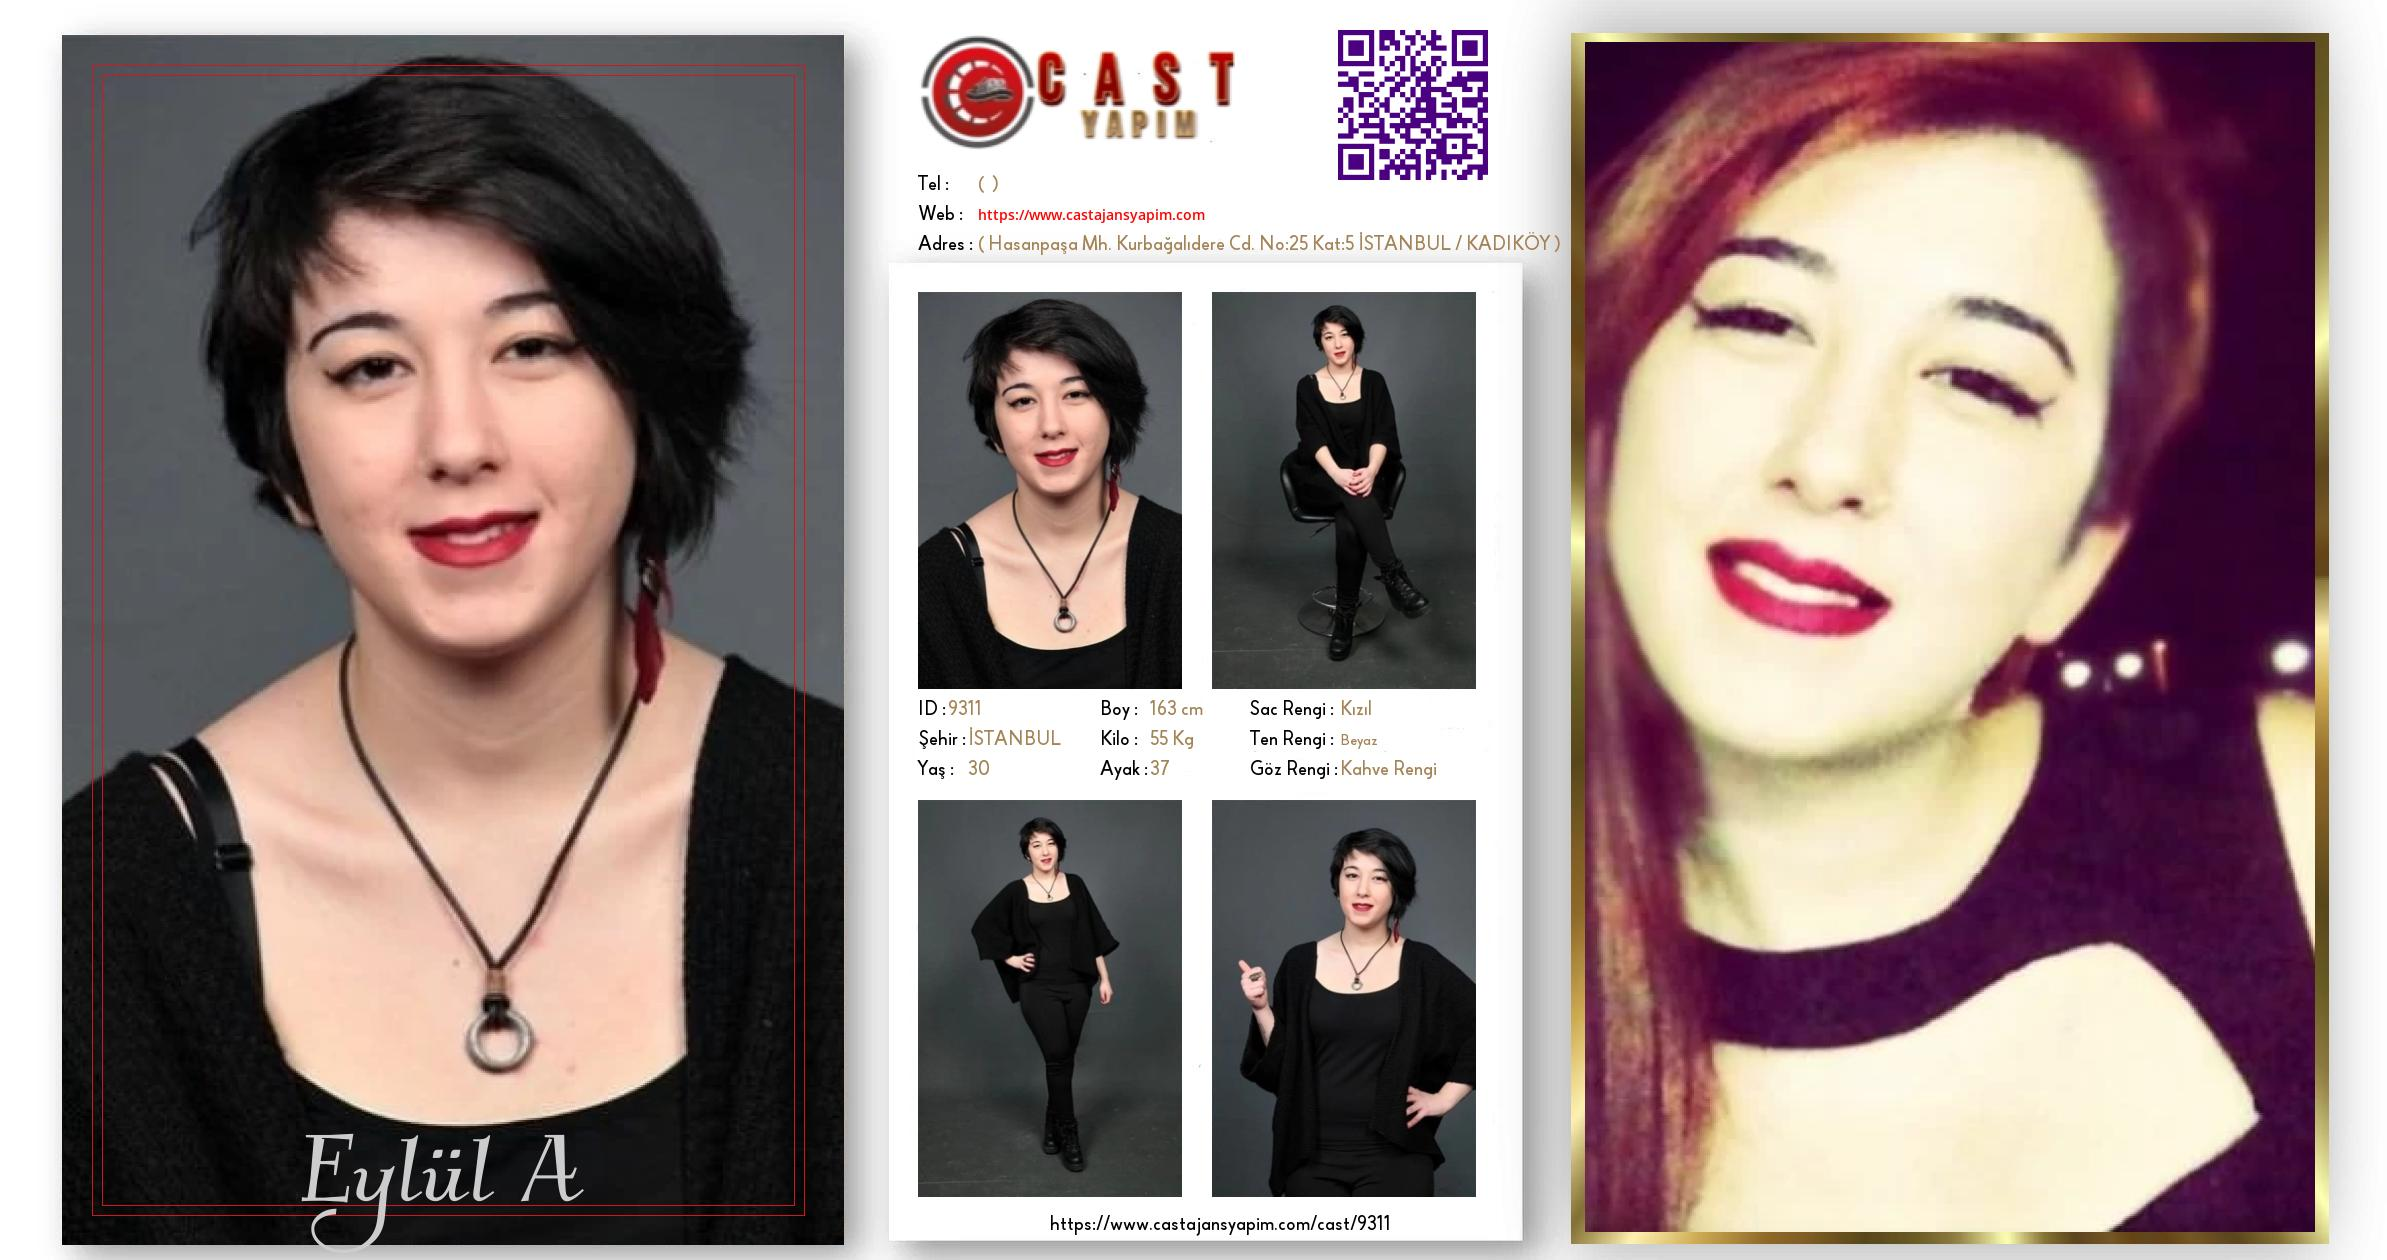 Eylül A
CAST
YAPIM
Tel : ( )
Web : https://www.castajansyapim.com
Adres : ( Hasanpaşa Mh. Kurbağalıdere Cd. No:25 Kat:5 İSTANBUL / KADIKÖY )
ID : 9311 Boy : 163 cm Sac Rengi : Kızıl
Şehir : İSTANBUL Kilo : 55 Kg Ten Rengi : Beyaz
Yaş : 30 Ayak : 37 Göz Rengi : Kahve Rengi
https://www.castajansyapim.com/cast/9311